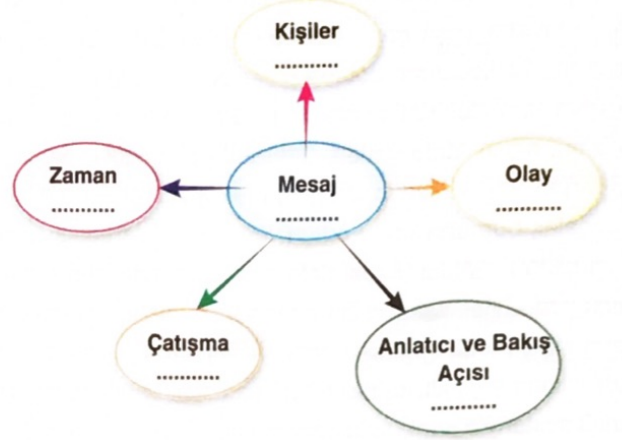 Kişiler
...........
Zaman
...........
Mesaj
...........
Olay
...........
Çatışma
...........
Anlatıcı ve Bakış
Açısı
...........